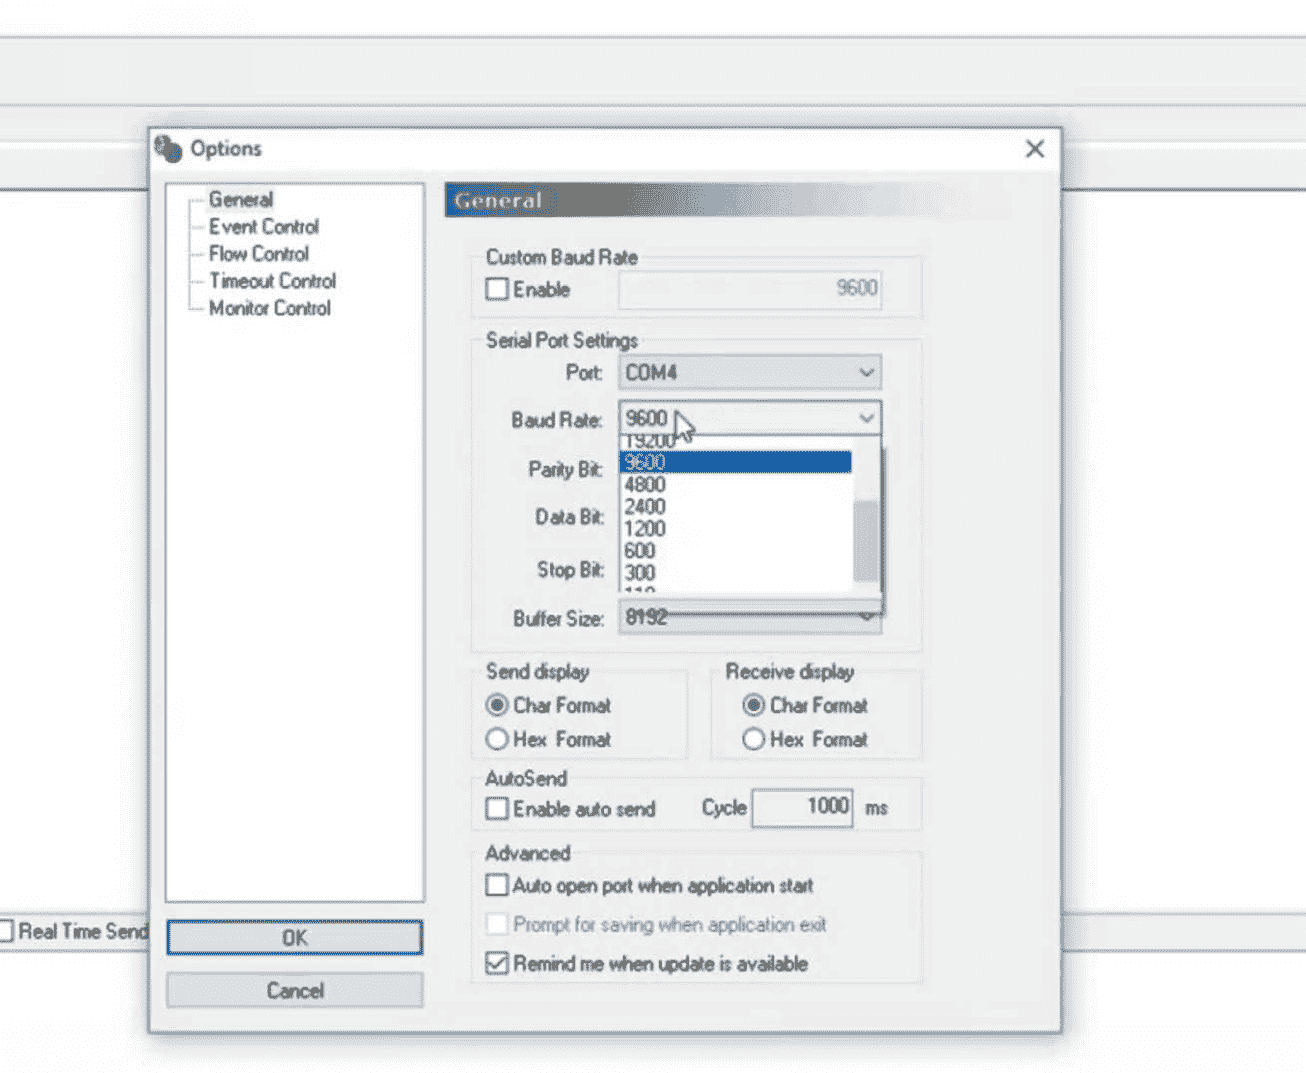 Options
General
Event Control
Flow Control
Timeout Control
Monitor Control
General
Custom Baud Rate
Enable 9600
Serial Port Settings
Port: COM4
Baud Rate: 9600
19200
9600
Parity Bit:
4800
2400
Data Bit:
1200
600
Stop Bit:
300
110
Buffer Size: 8192
Send display
Char Format
Hex Format
Receive display
Char Format
Hex Format
AutoSend
Enable auto send Cycle 1000 ms
Advanced
Auto open port when application start
Prompt for saving when application exit
Remind me when update is available
OK
Cancel
Real Time Send